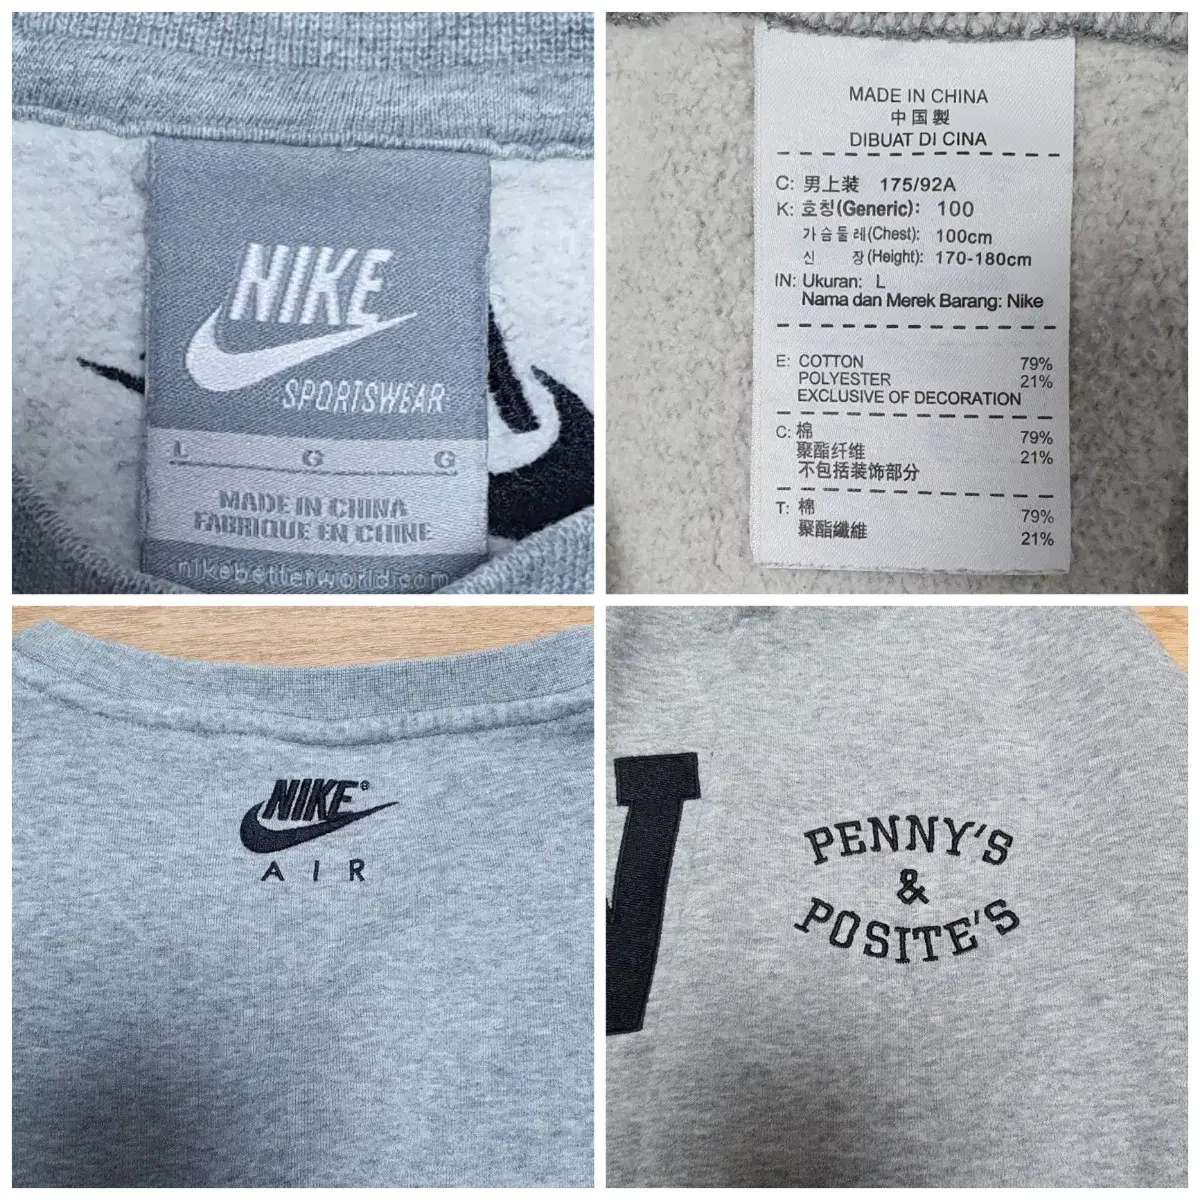 NIKE
SPORTSWEAR
L G G
MADE IN CHINA
FABRIQUE EN CHINE
nikebetterworld.com
MADE IN CHINA
中国製
DIBUAT DI CINA
C: 男上装 175/92A
K: 호칭(Generic): 100
가슴둘레(Chest): 100cm
신 장(Height): 170-180cm
IN: Ukuran: L
Nama dan Merek Barang: Nike
E: COTTON 79%
POLYESTER 21%
EXCLUSIVE OF DECORATION
C: 棉 79%
聚酯纤维 21%
不包括装饰部分
T: 棉 79%
聚酯纖維 21%
NIKE®
AIR
PENNY'S
&
POSITE'S